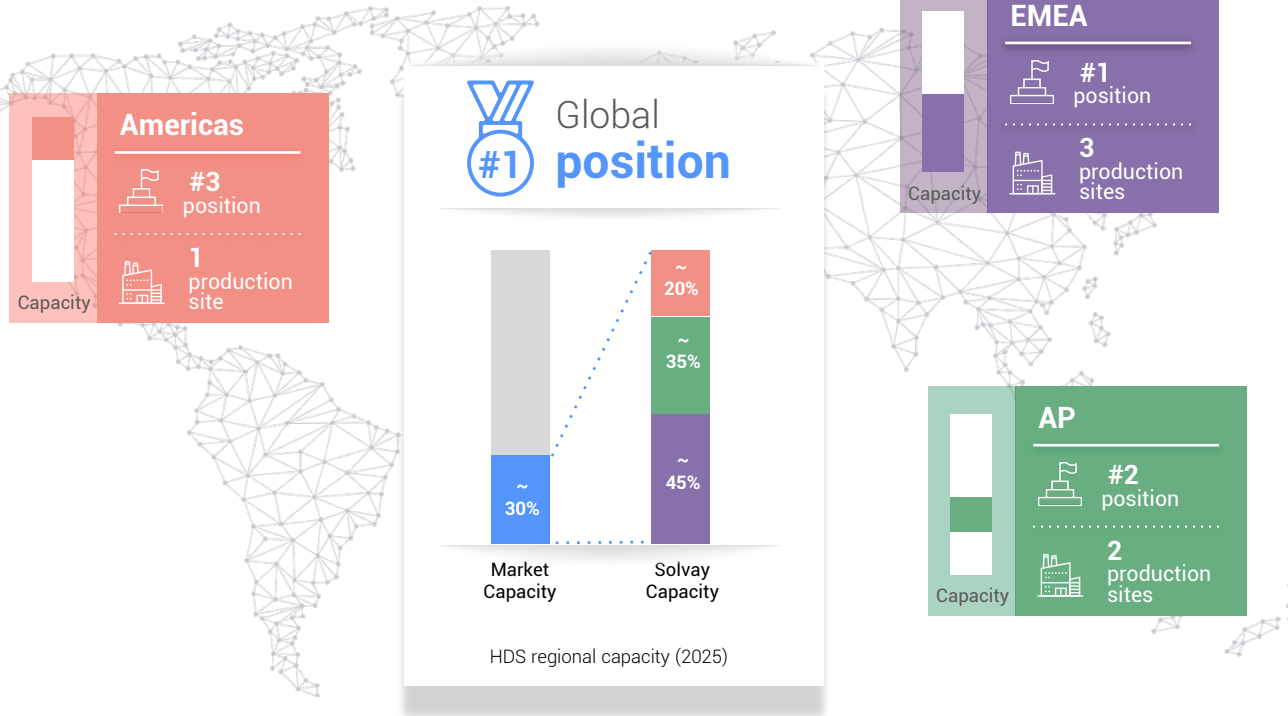 Americas
#3
position
1
production
site
Capacity
#1
Global
position
~
30%
~
20%
~
35%
~
45%
Market
Capacity
Solvay
Capacity
HDS regional capacity (2025)
EMEA
#1
position
3
production
sites
Capacity
AP
#2
position
2
production
sites
Capacity